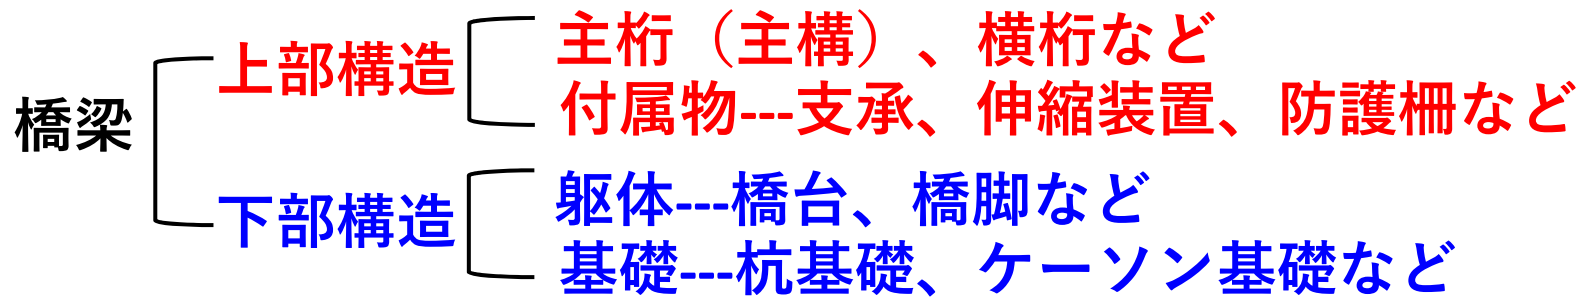 橋梁
上部構造
主桁（主構）、横桁など
付属物---支承、伸縮装置、防護柵など
下部構造
躯体---橋台、橋脚など
基礎---杭基礎、ケーソン基礎など